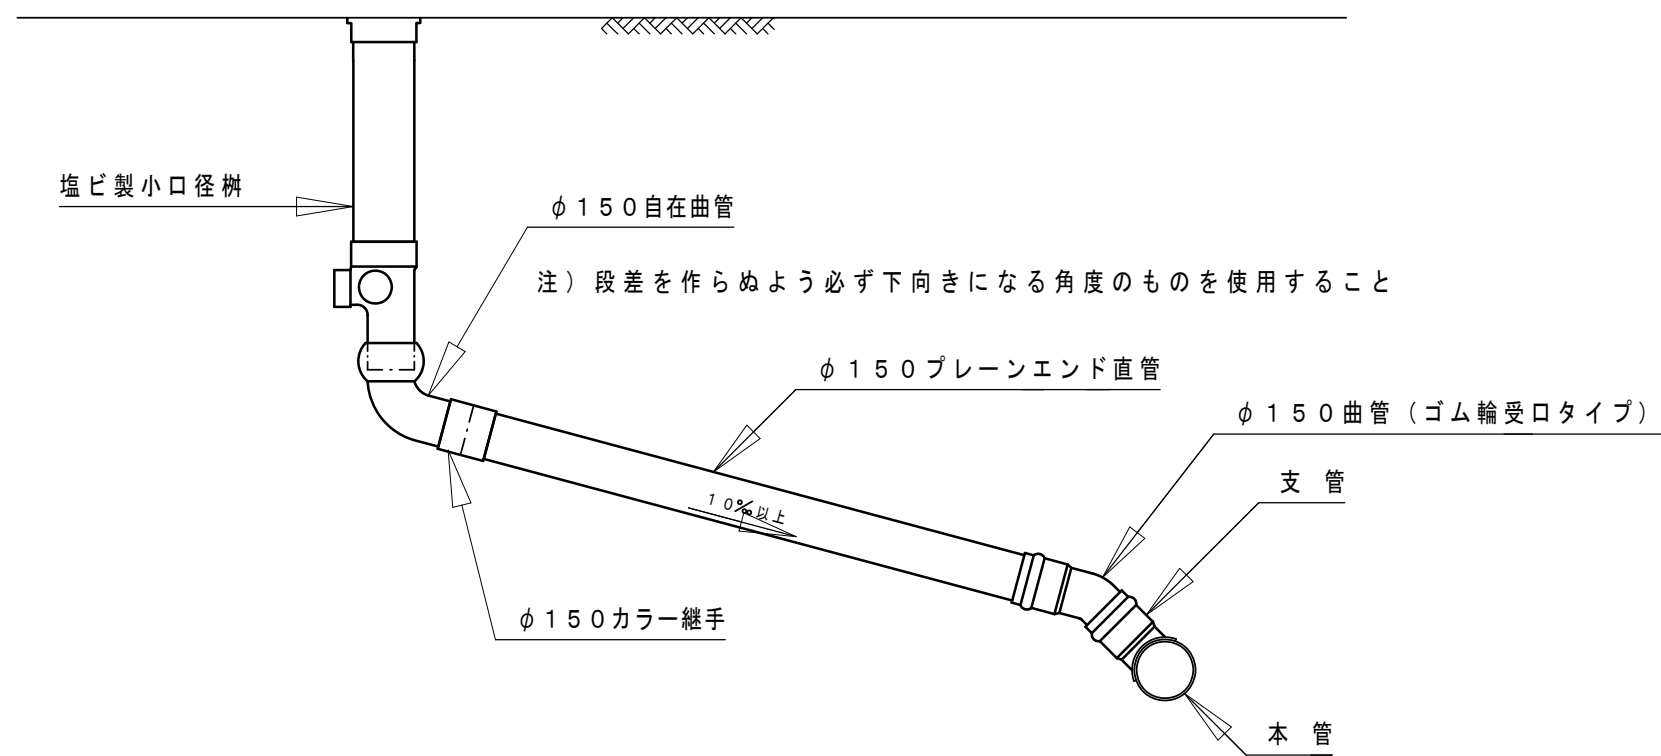 塩ビ製小口径桝
φ150自在曲管
注)段差を作らぬよう必ず下向きになる角度のものを使用すること
φ150プレーンエンド直管
φ150曲管(ゴム輪受口タイプ)
支 管
10‰以上
φ150カラー継手
本 管